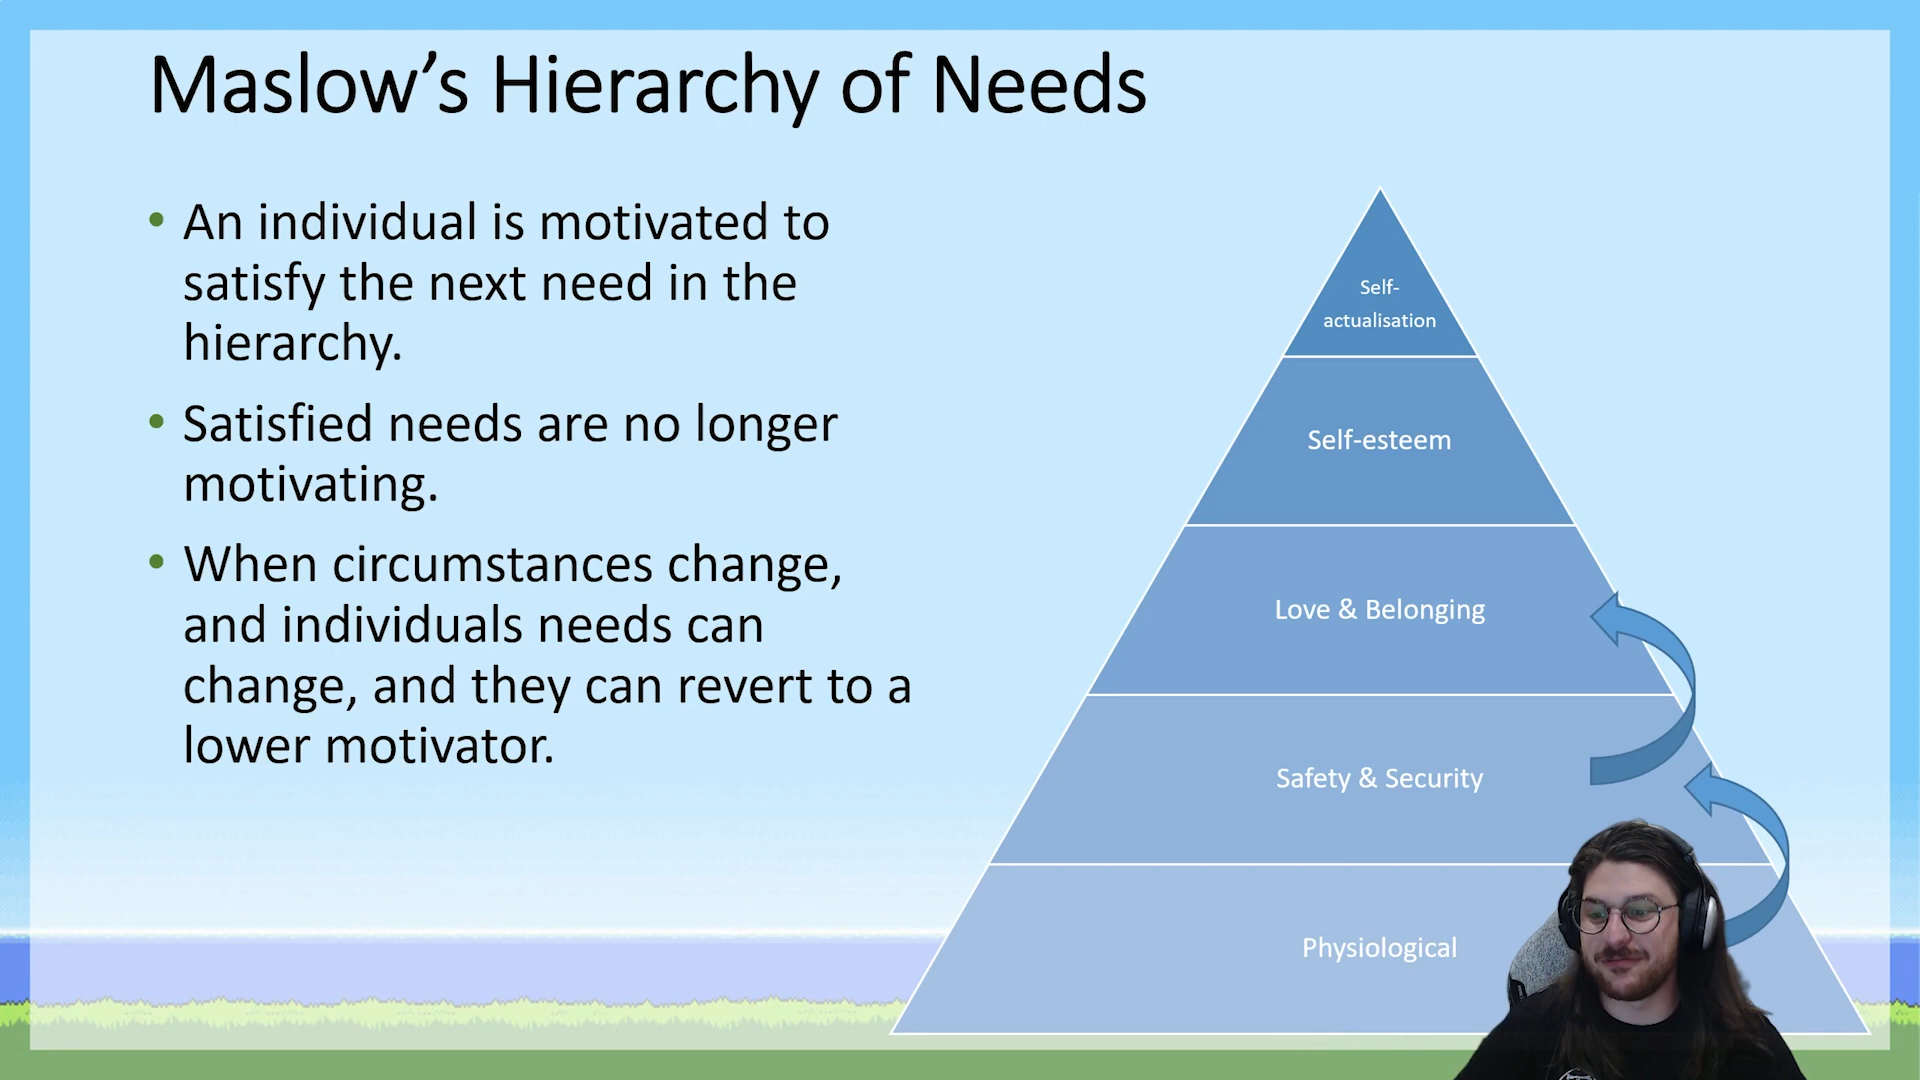 Maslow’s Hierarchy of Needs
• An individual is motivated to
satisfy the next need in the
hierarchy.
• Satisfied needs are no longer
motivating.
• When circumstances change,
and individuals needs can
change, and they can revert to a
lower motivator.
Self-
actualisation
Self-esteem
Love & Belonging
Safety & Security
Physiological